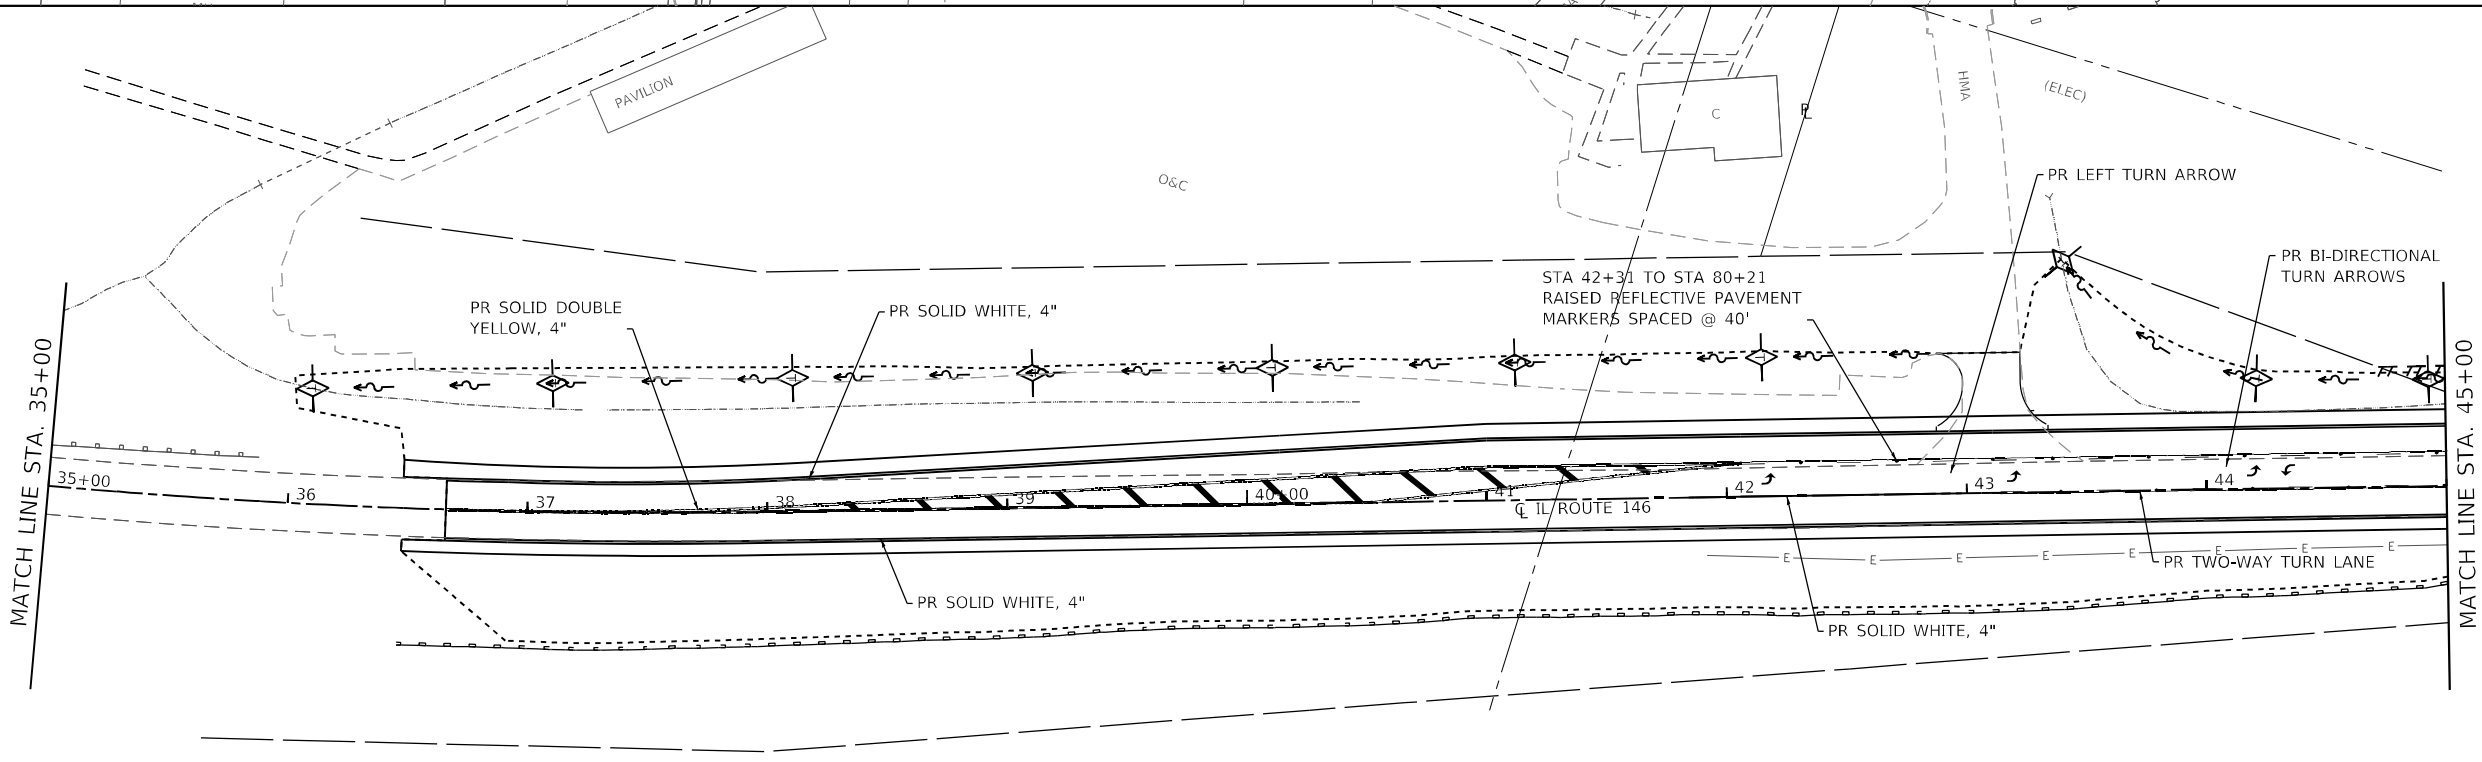 PAVILION
C
PL
HMA
(ELEC)
O&C
PR LEFT TURN ARROW
PR BI-DIRECTIONAL
TURN ARROWS
STA 42+31 TO STA 80+21
RAISED REFLECTIVE PAVEMENT
MARKERS SPACED @ 40'
PR SOLID DOUBLE
YELLOW, 4"
PR SOLID WHITE, 4"
MATCH LINE STA. 35+00
MATCH LINE STA. 45+00
35+00
36
37
38
39
40+00
41
42
43
44
CL IL ROUTE 146
E E E E E E E E
PR TWO-WAY TURN LANE
PR SOLID WHITE, 4"
PR SOLID WHITE, 4"